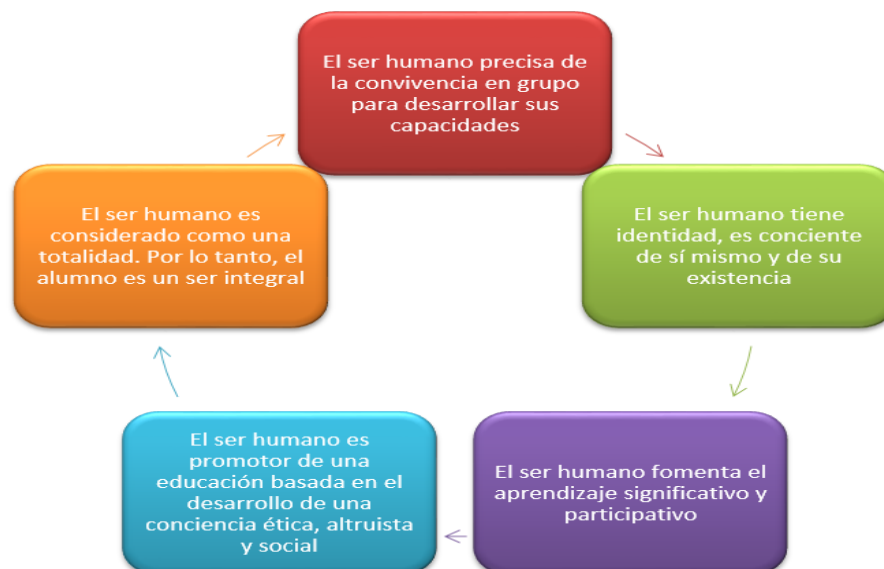 El ser humano precisa de
la convivencia en grupo
para desarrollar sus
capacidades
El ser humano tiene
identidad, es conciente
de sí mismo y de su
existencia
El ser humano fomenta el
aprendizaje significativo y
participativo
El ser humano es
promotor de una
educación basada en el
desarrollo de una
conciencia ética, altruista
y social
El ser humano es
considerado como una
totalidad. Por lo tanto, el
alumno es un ser integral